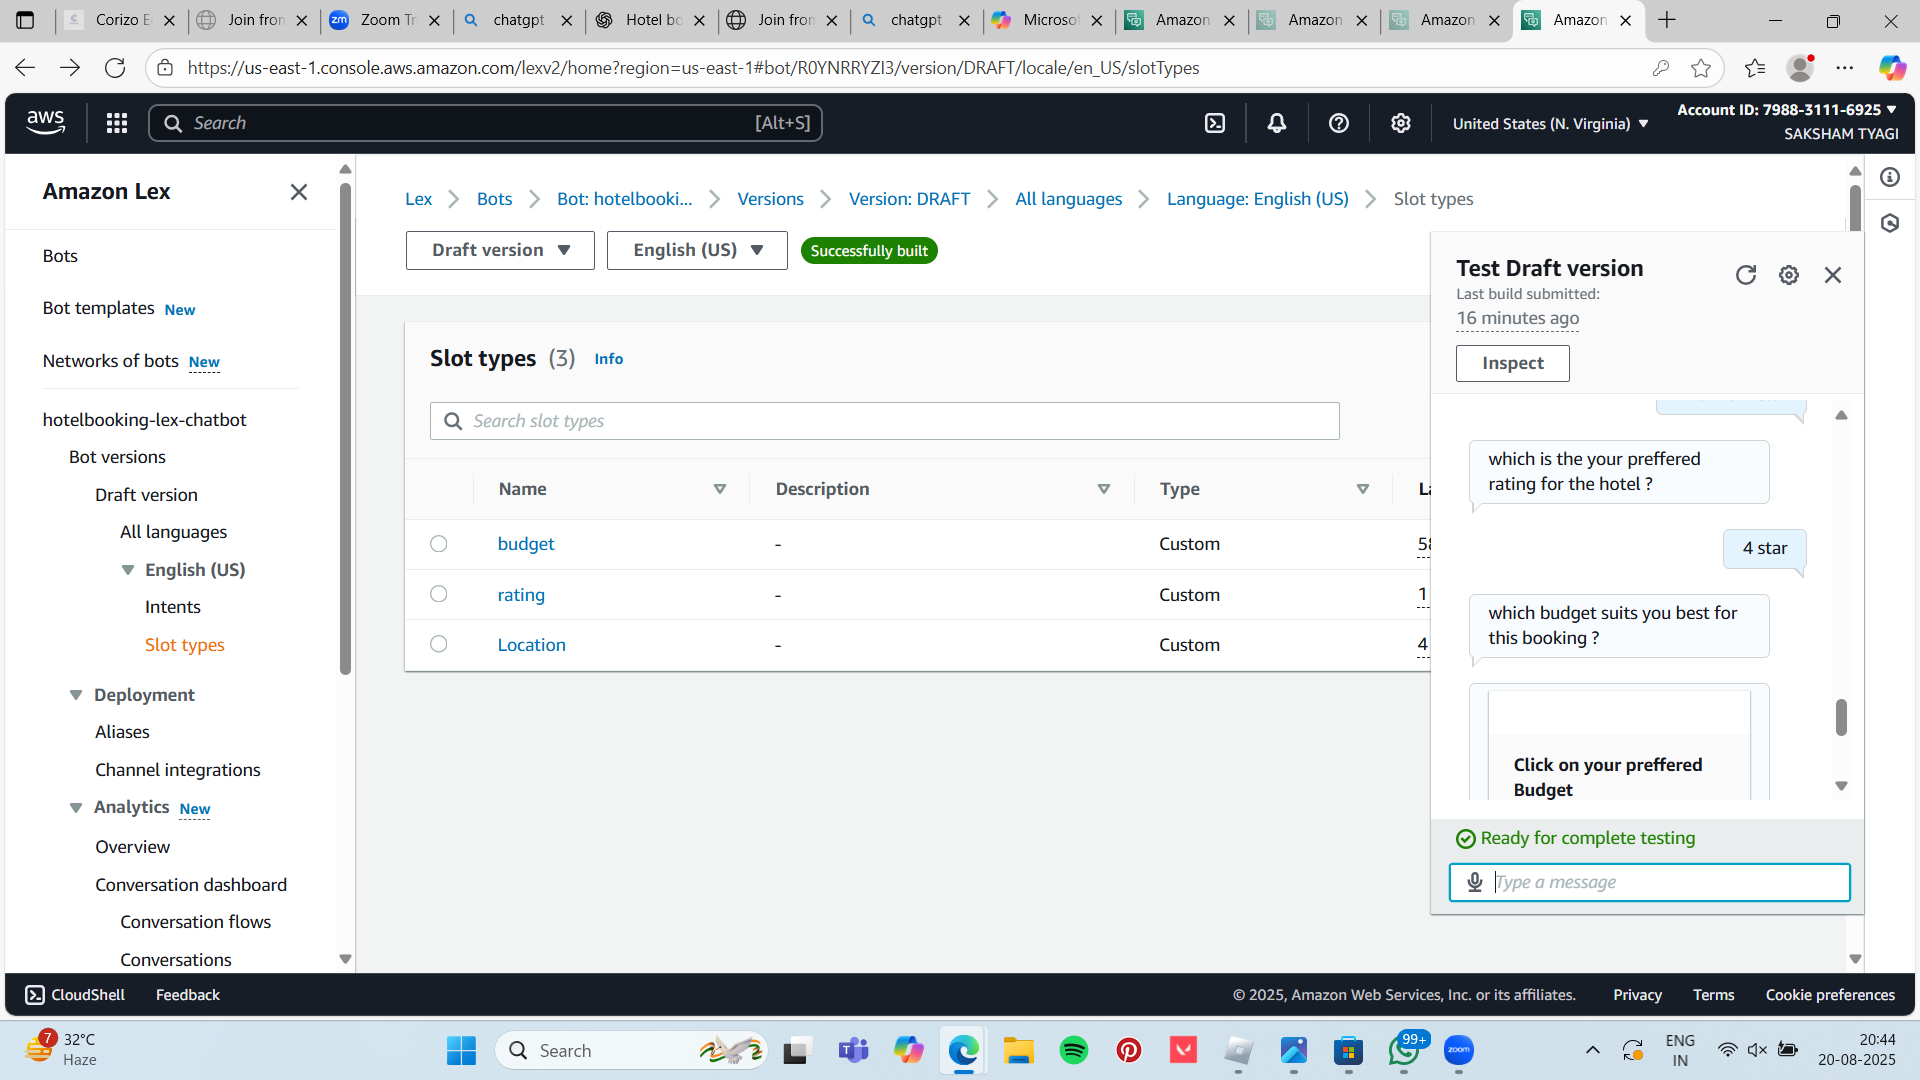 Corizo E
Join fron
Zoom Tr
chatgpt
Hotel bo
Join fron
chatgpt
Microsof
Amazon
Amazon
Amazon
Amazon
https://us-east-1.console.aws.amazon.com/lexv2/home?region=us-east-1#bot/R0YNRRYZI3/version/DRAFT/locale/en_US/slotTypes
aws
Search
[Alt+S]
United States (N. Virginia)
Account ID: 7988-3111-6925
SAKSHAM TYAGI
Amazon Lex
Bots
Bot templates New
Networks of bots New
hotelbooking-lex-chatbot
Bot versions
Draft version
All languages
English (US)
Intents
Slot types
Deployment
Aliases
Channel integrations
Analytics New
Overview
Conversation dashboard
Conversation flows
Conversations
Lex
Bots
Bot: hotelbooki...
Versions
Version: DRAFT
All languages
Language: English (US)
Slot types
Draft version
English (US)
Successfully built
Slot types (3) Info
Search slot types
Name
Description
Type
La
budget
-
Custom
58
rating
-
Custom
1
Location
-
Custom
4
Test Draft version
Last build submitted:
16 minutes ago
Inspect
which is the your preffered
rating for the hotel ?
4 star
which budget suits you best for
this booking ?
Click on your preffered
Budget
Ready for complete testing
Type a message
CloudShell
Feedback
© 2025, Amazon Web Services, Inc. or its affiliates.
Privacy
Terms
Cookie preferences
7
32°C
Haze
Search
99+
zoom
ENG
IN
20:44
20-08-2025